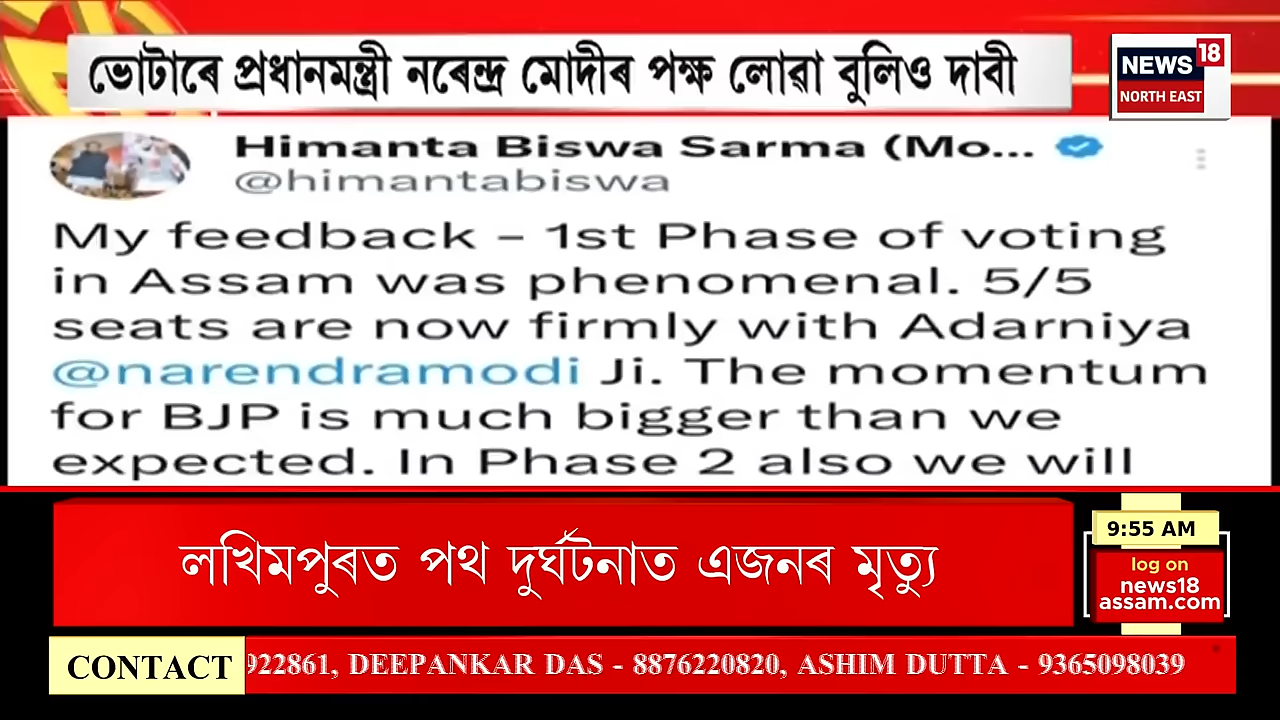 ভোটাৰে প্ৰধানমন্ত্ৰী নৰেন্দ্ৰ মোদীৰ পক্ষ লোৱা বুলিও দাবী
NEWS 18
NORTH EAST
Himanta Biswa Sarma (Mo...
@himantabiswa
My feedback – 1st Phase of voting
in Assam was phenomenal. 5/5
seats are now firmly with Adarniya
@narendramodi Ji. The momentum
for BJP is much bigger than we
expected. In Phase 2 also we will
লখিমপুৰত পথ দুৰ্ঘটনাত এজনৰ মৃত্যু
9:55 AM
log on
news18
assam.com
CONTACT 922861, DEEPANKAR DAS - 8876220820, ASHIM DUTTA - 9365098039